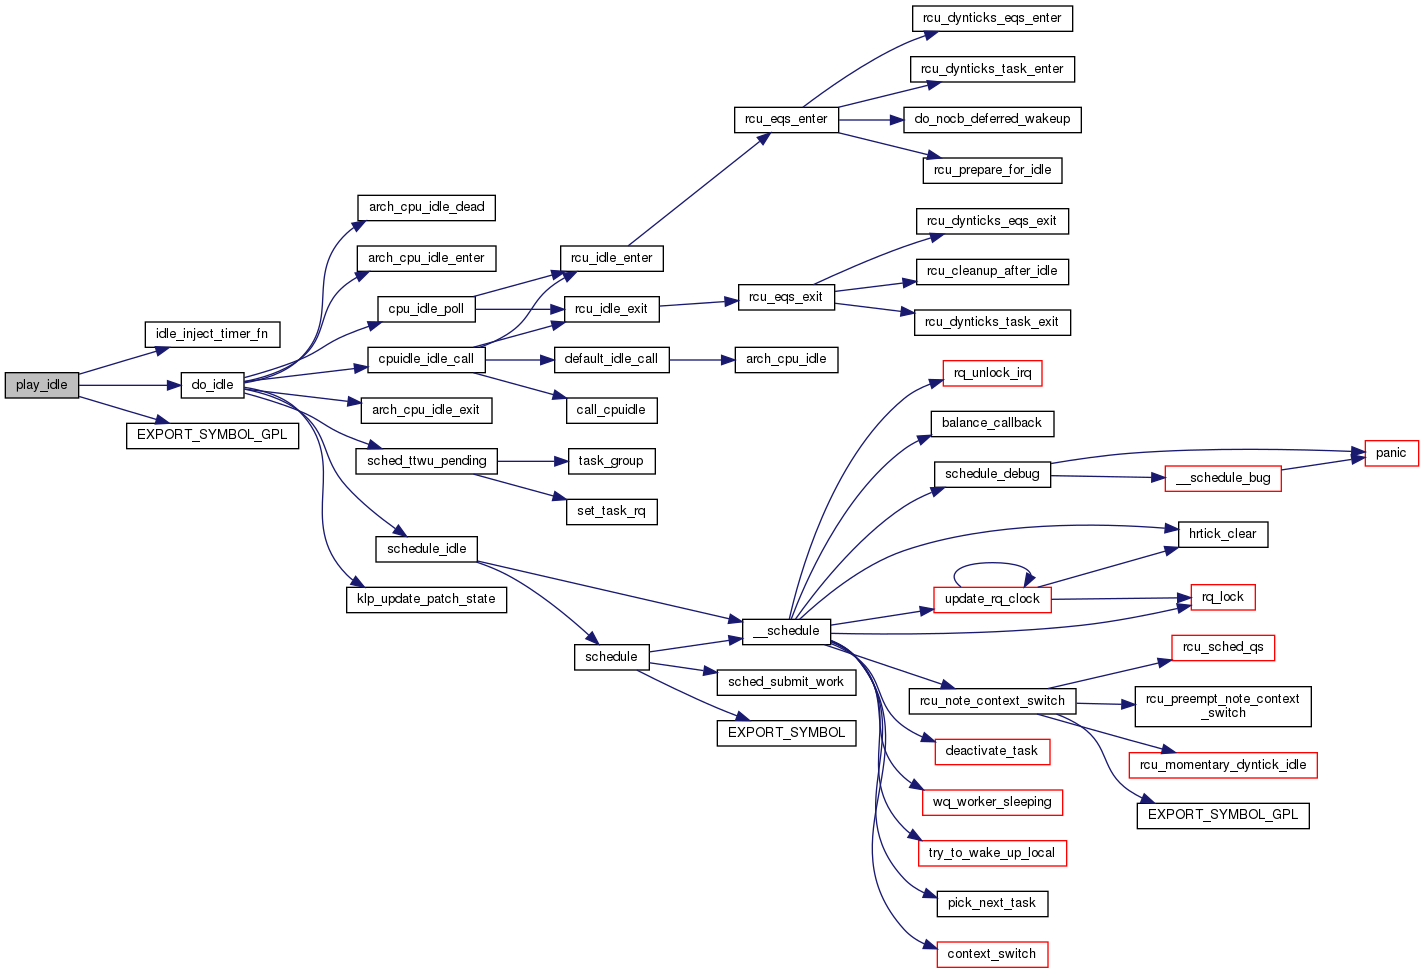 rcu_dynticks_eqs_enter
rcu_dynticks_task_enter
rcu_eqs_enter
do_nocb_deferred_wakeup
rcu_prepare_for_idle
arch_cpu_idle_dead
rcu_dynticks_eqs_exit
arch_cpu_idle_enter
rcu_idle_enter
rcu_cleanup_after_idle
cpu_idle_poll
rcu_idle_exit
rcu_eqs_exit
rcu_dynticks_task_exit
idle_inject_timer_fn
cpuidle_idle_call
default_idle_call
arch_cpu_idle
rq_unlock_irq
play_idle
do_idle
arch_cpu_idle_exit
call_cpuidle
balance_callback
EXPORT_SYMBOL_GPL
sched_ttwu_pending
task_group
schedule_debug
panic
__schedule_bug
set_task_rq
hrtick_clear
schedule_idle
klp_update_patch_state
update_rq_clock
rq_lock
__schedule
schedule
rcu_sched_qs
sched_submit_work
rcu_note_context_switch
rcu_preempt_note_context
_switch
EXPORT_SYMBOL
deactivate_task
rcu_momentary_dyntick_idle
wq_worker_sleeping
EXPORT_SYMBOL_GPL
try_to_wake_up_local
pick_next_task
context_switch